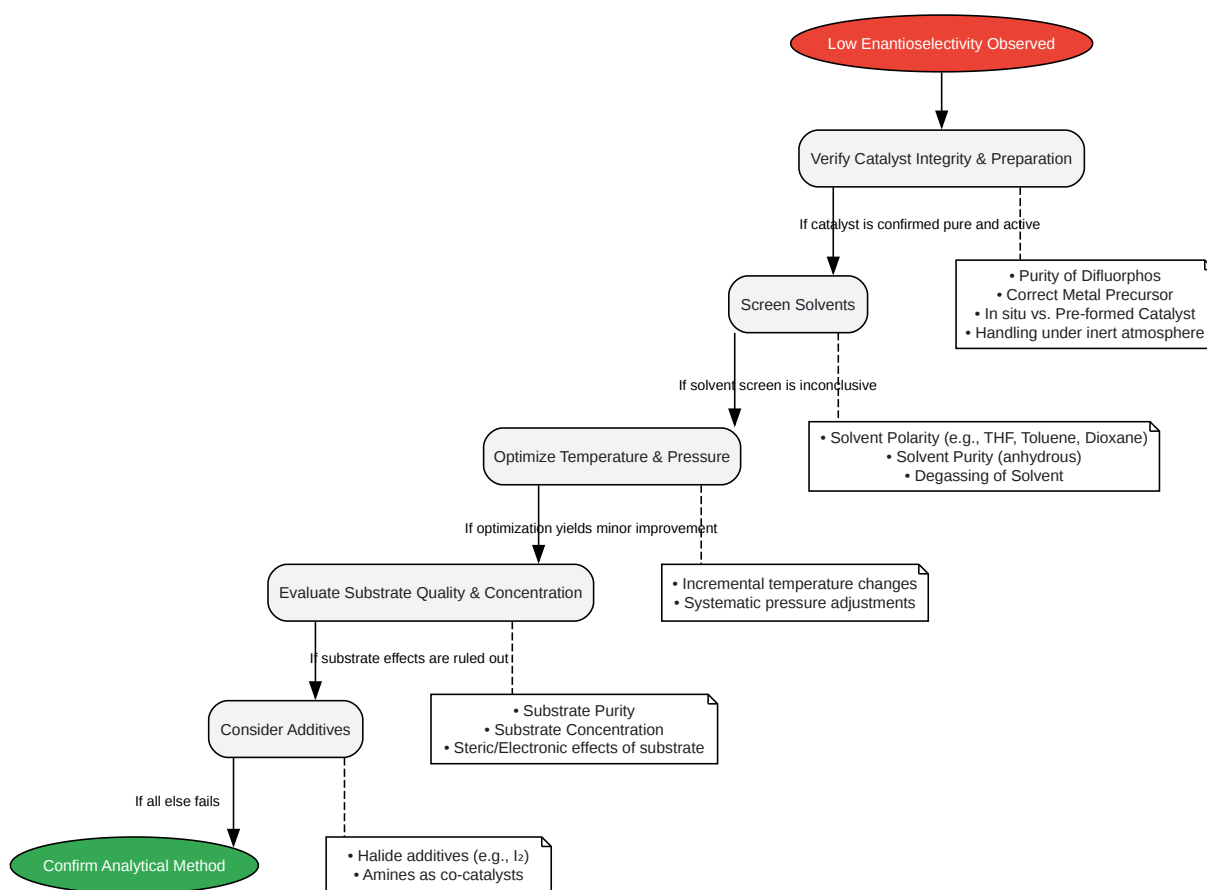 Low Enantioselectivity Observed
Verify Catalyst Integrity & Preparation
If catalyst is confirmed pure and active
• Purity of Difluorphos
• Correct Metal Precursor
• In situ vs. Pre-formed Catalyst
• Handling under inert atmosphere
Screen Solvents
If solvent screen is inconclusive
• Solvent Polarity (e.g., THF, Toluene, Dioxane)
• Solvent Purity (anhydrous)
• Degassing of Solvent
Optimize Temperature & Pressure
If optimization yields minor improvement
• Incremental temperature changes
• Systematic pressure adjustments
Evaluate Substrate Quality & Concentration
If substrate effects are ruled out
• Substrate Purity
• Substrate Concentration
• Steric/Electronic effects of substrate
Consider Additives
If all else fails
• Halide additives (e.g., I₂)
• Amines as co-catalysts
Confirm Analytical Method